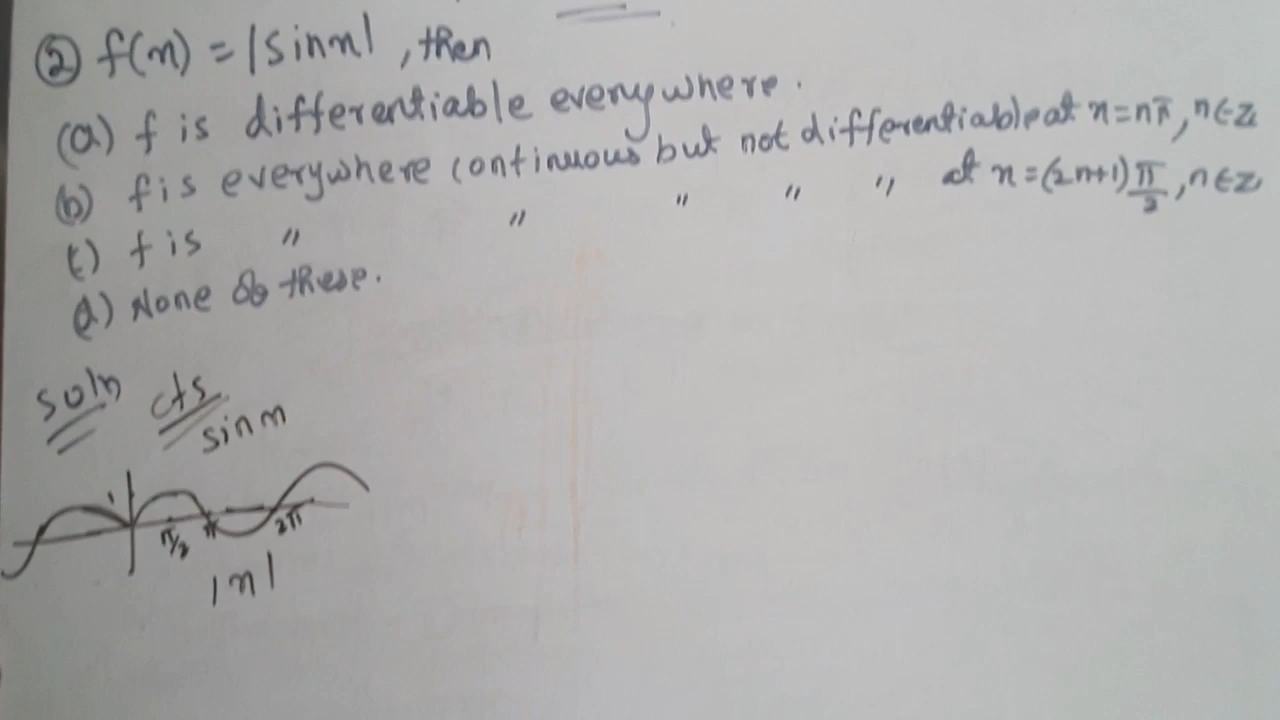 ② f(x) = |sinx| , then
(a) f is differentiable everywhere.
(b) f is everywhere continuous but not differentiable at x = nπ, n∈Z
(c) f is " " " " " at x = (2n+1)π/2, n∈Z
(d) None of these.
soln cts
sinx
1
π/2 π 2π
|x|